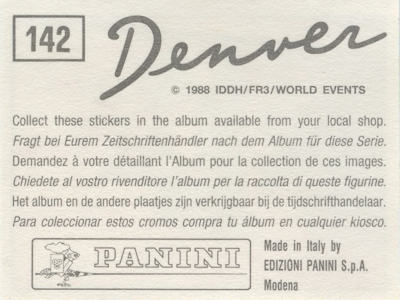 142
Denver
© 1988 IDDH/FR3/WORLD EVENTS
Collect these stickers in the album available from your local shop.
Fragt bei Eurem Zeitschriftenhändler nach dem Album für diese Serie.
Demandez à votre détaillant l'Album pour la collection de ces images.
Chiedete al vostro rivenditore l'album per la raccolta di queste figurine.
Het album en de andere plaatjes zijn verkrijgbaar bij de tijdschrifthandelaar.
Para coleccionar estos cromos compra tu álbum en cualquier kiosco.
PANINI
Made in Italy by
EDIZIONI PANINI S.p.A.
Modena